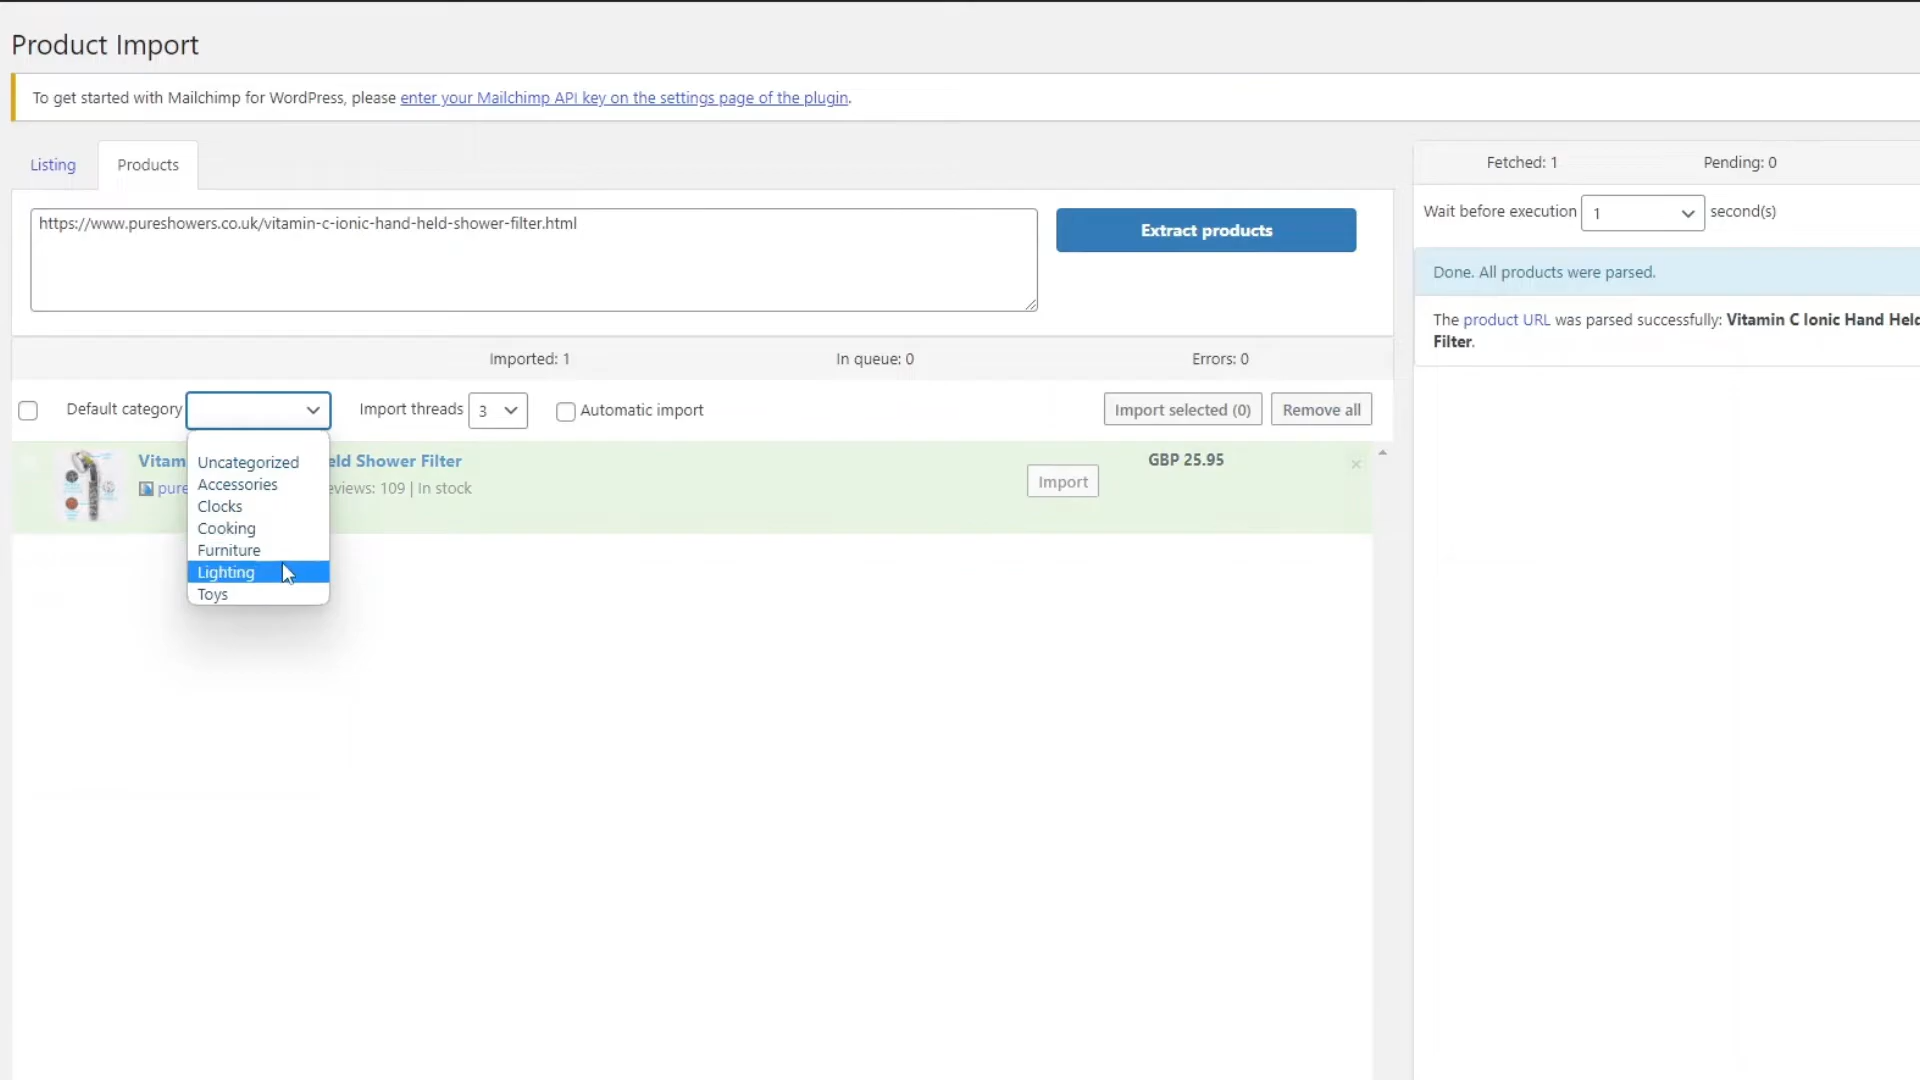 Product Import
To get started with Mailchimp for WordPress, please enter your Mailchimp API key on the settings page of the plugin.
Listing
Products
Fetched: 1
Pending: 0
https://www.pureshowers.co.uk/vitamin-c-ionic-hand-held-shower-filter.html
Extract products
Wait before execution 1 second(s)
Done. All products were parsed.
The product URL was parsed successfully: Vitamin C Ionic Hand Held
Filter.
Imported: 1
In queue: 0
Errors: 0
Default category
Import threads 3
Automatic import
Import selected (0)
Remove all
Vitam
eld Shower Filter
GBP 25.95
pure
eviews: 109 | In stock
Import
Uncategorized
Accessories
Clocks
Cooking
Furniture
Lighting
Toys